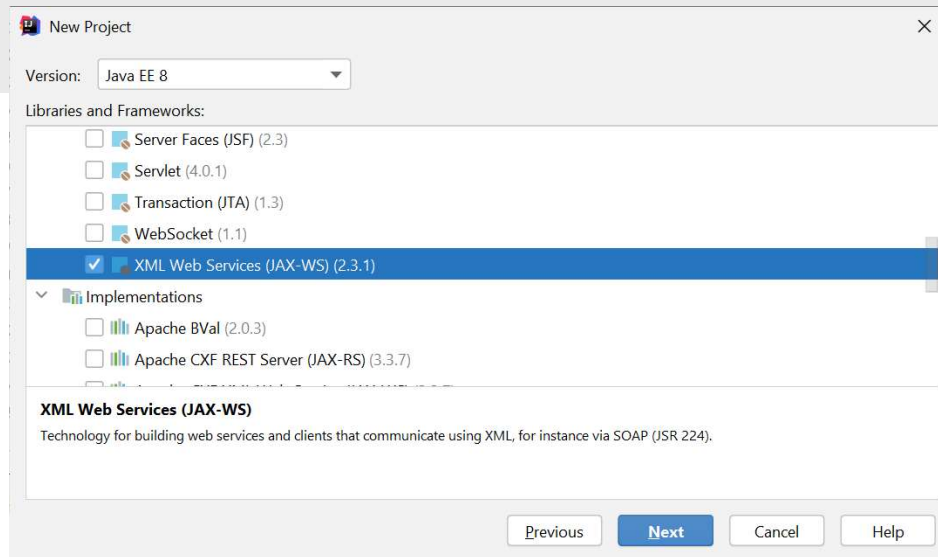 New Project
Version: Java EE 8
Libraries and Frameworks:
Server Faces (JSF) (2.3)
Servlet (4.0.1)
Transaction (JTA) (1.3)
WebSocket (1.1)
XML Web Services (JAX-WS) (2.3.1)
Implementations
Apache BVal (2.0.3)
Apache CXF REST Server (JAX-RS) (3.3.7)
XML Web Services (JAX-WS)
Technology for building web services and clients that communicate using XML, for instance via SOAP (JSR 224).
Previous Next Cancel Help